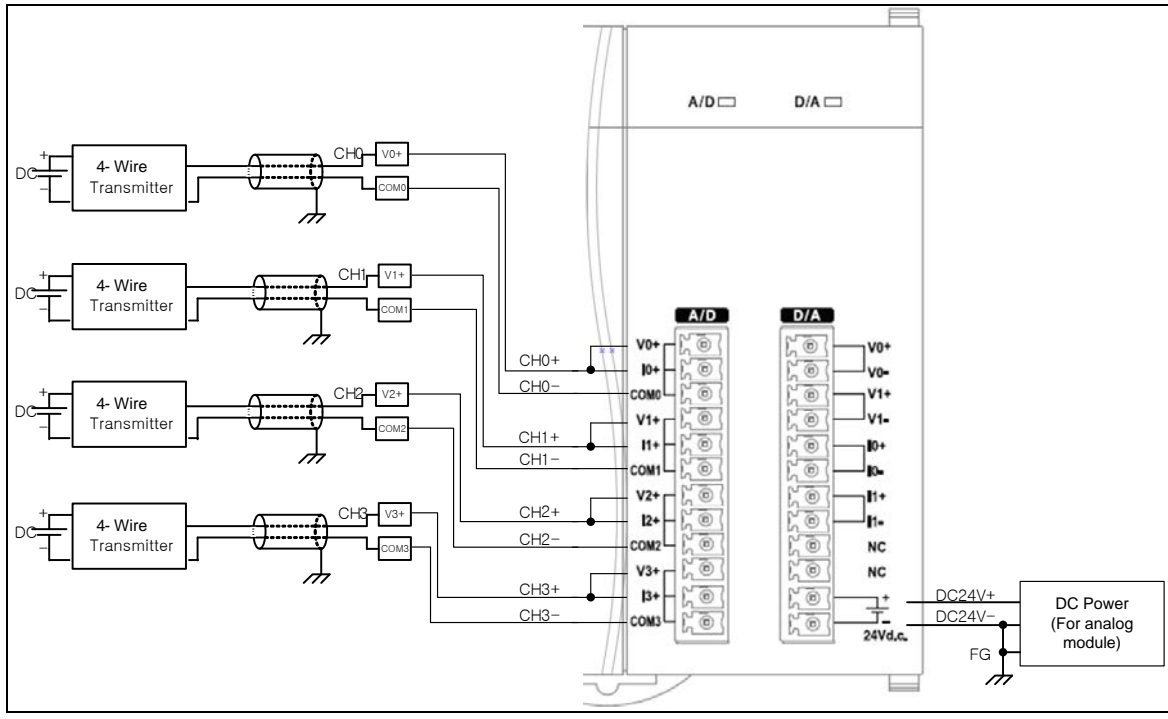 A/D D/A
DC + - 4- Wire Transmitter CH0 V0+ COM0
DC + - 4- Wire Transmitter CH1 V1+ COM1
DC + - 4- Wire Transmitter CH2 V2+ COM2
DC + - 4- Wire Transmitter CH3 V3+ COM3
CH0+
CH0-
CH1+
CH1-
CH2+
CH2-
CH3+
CH3-
A/D
V0+
I0+
COM0
V1+
I1+
COM1
V2+
I2+
COM2
V3+
I3+
COM3
D/A
V0+
V0-
V1+
V1-
I0+
I0-
I1+
I1-
NC
NC
+
-
24Vd.c.
DC24V+
DC24V-
FG
DC Power
(For analog
module)